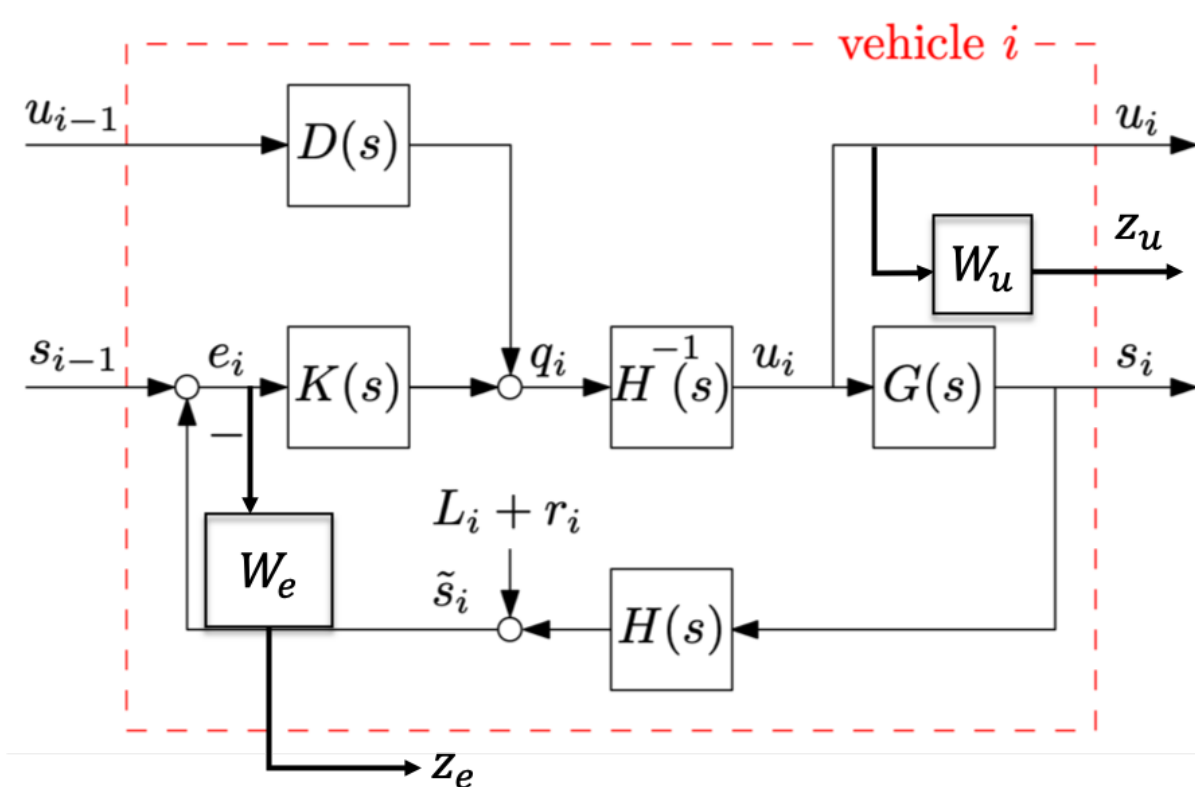 vehicle i
u_{i-1}
D(s)
u_i
W_u
z_u
s_{i-1}
e_i
K(s)
q_i
H^{-1}(s)
u_i
G(s)
s_i
−
L_i + r_i
W_e
s̃_i
H(s)
z_e